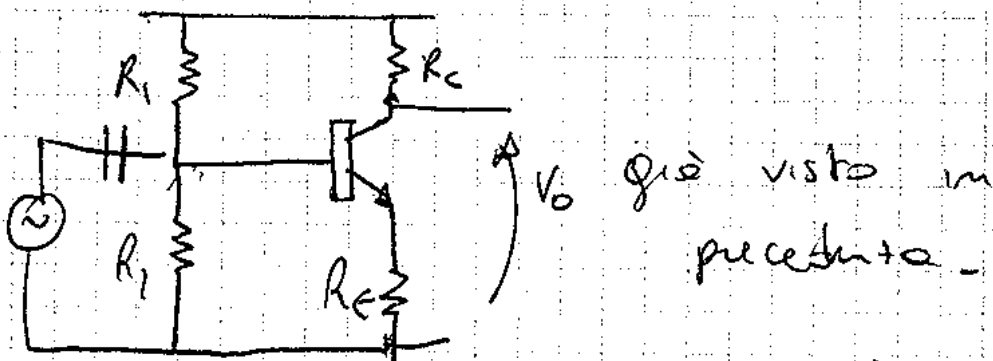 R1
Rc
Vo già visto in
precedenza.
R1
RE